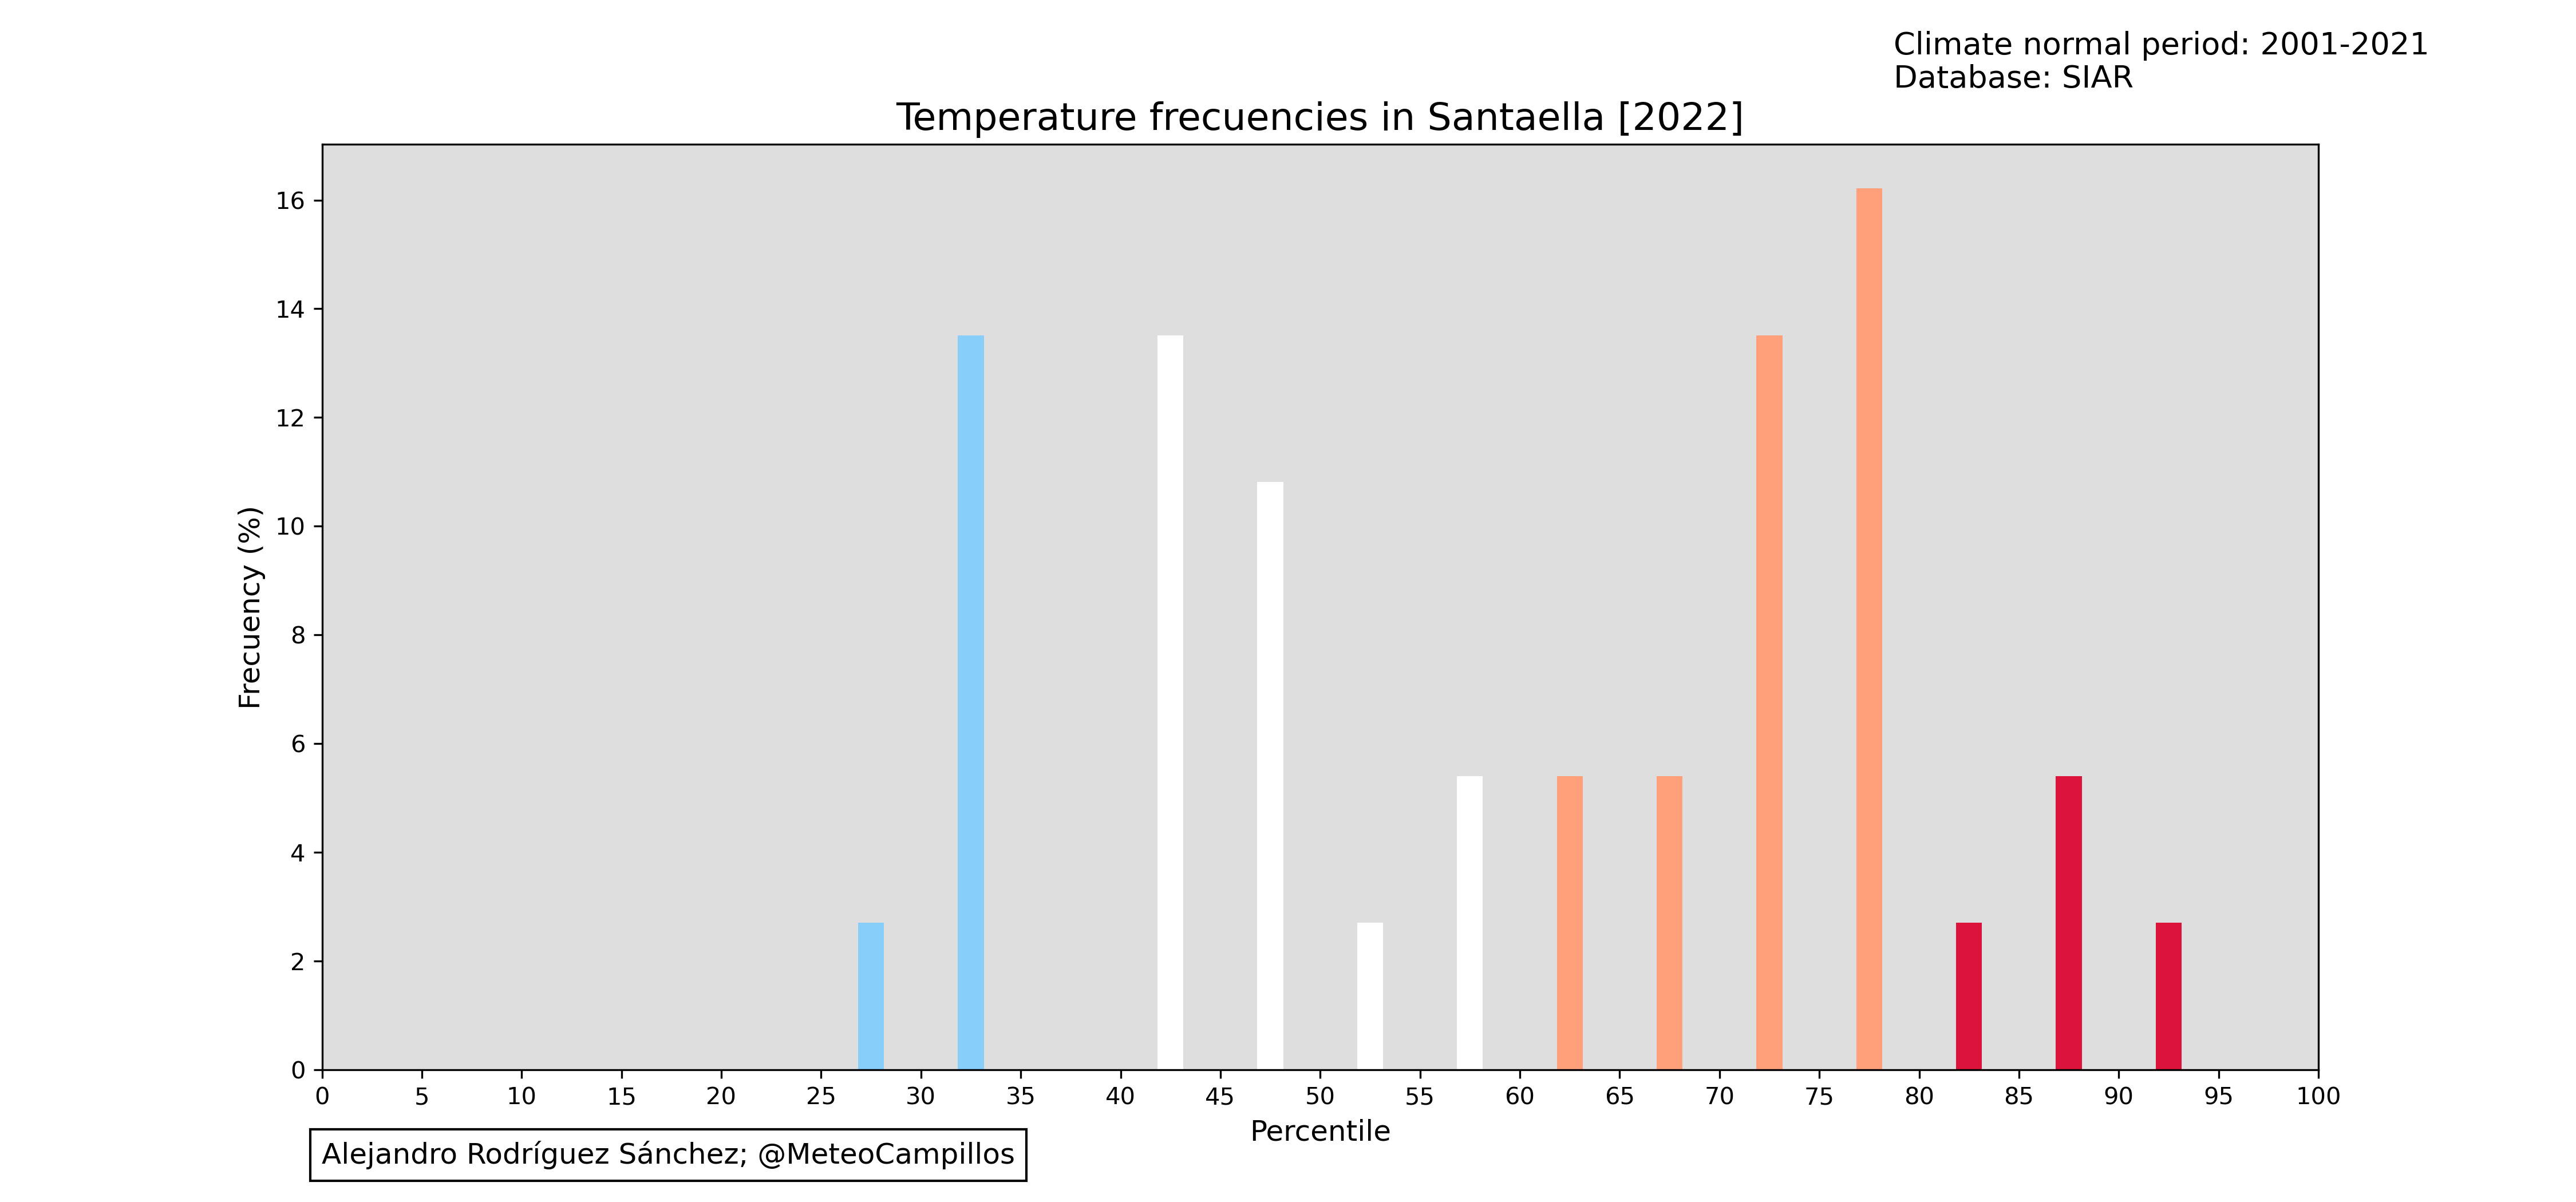 Climate normal period: 2001-2021
Database: SIAR
Temperature frecuencies in Santaella [2022]
Frecuency (%)
16
14
12
10
8
6
4
2
0
0 5 10 15 20 25 30 35 40 45 50 55 60 65 70 75 80 85 90 95 100
Percentile
Alejandro Rodríguez Sánchez; @MeteoCampillos